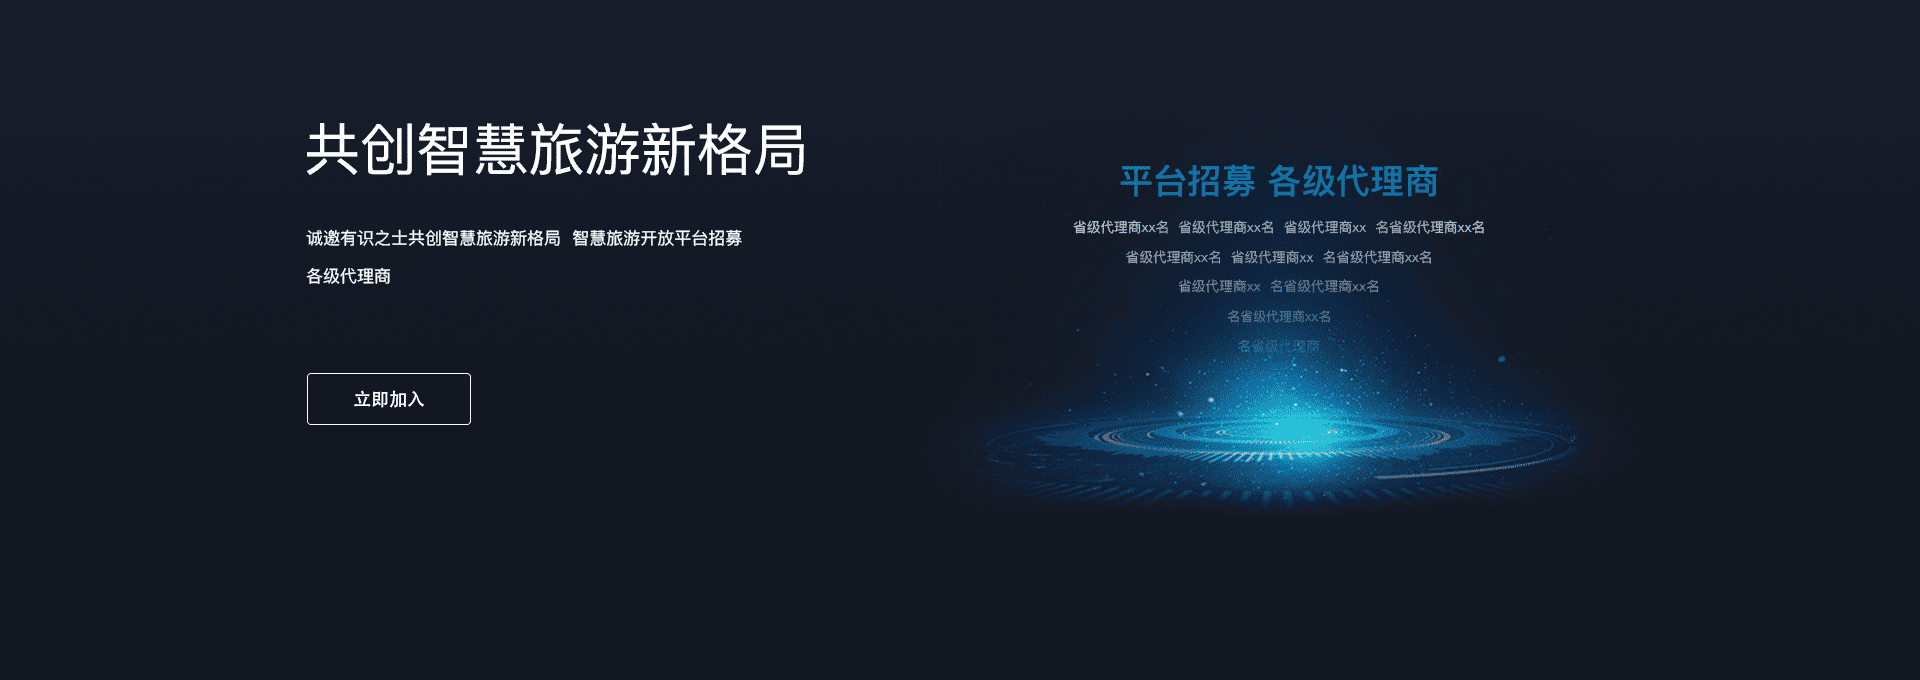 共创智慧旅游新格局
诚邀有识之士共创智慧旅游新格局 智慧旅游开放平台招募
各级代理商
立即加入
平台招募 各级代理商
省级代理商xx名 省级代理商xx名 省级代理商xx 名省级代理商xx名
省级代理商xx名 省级代理商xx 名省级代理商xx名
省级代理商xx 名省级代理商xx名
名省级代理商xx名
名省级代理商